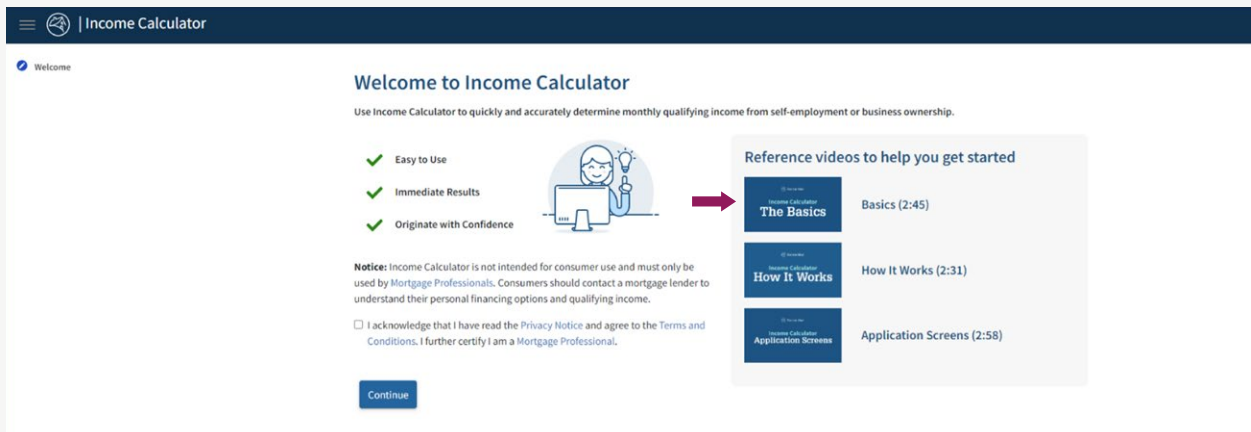 | Income Calculator
Welcome
Welcome to Income Calculator
Use Income Calculator to quickly and accurately determine monthly qualifying income from self-employment or business ownership.
Easy to Use
Immediate Results
Originate with Confidence
Notice: Income Calculator is not intended for consumer use and must only be
used by Mortgage Professionals. Consumers should contact a mortgage lender to
understand their personal financing options and qualifying income.
I acknowledge that I have read the Privacy Notice and agree to the Terms and
Conditions. I further certify I am a Mortgage Professional.
Continue
Reference videos to help you get started
Income Calculator
The Basics
Basics (2:45)
Income Calculator
How It Works
How It Works (2:31)
Income Calculator
Application Screens
Application Screens (2:58)